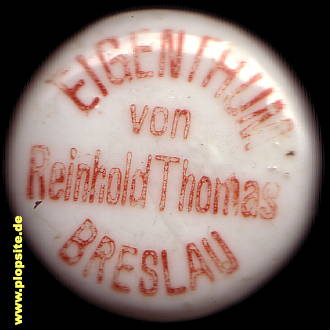 EIGENTHUM
von
Reinhold Thomas
BRESLAU
www.plopsite.de